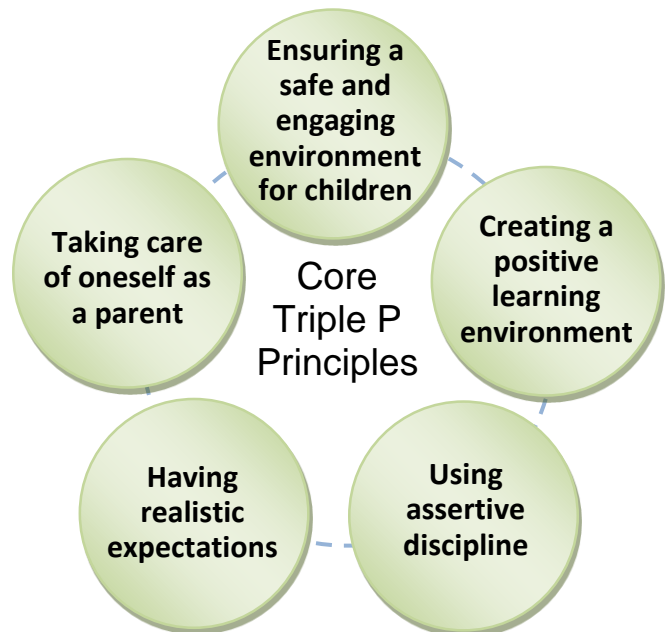 Ensuring a
safe and
engaging
environment
for children
Creating a
positive
learning
environment
Using
assertive
discipline
Having
realistic
expectations
Taking care
of oneself as
a parent
Core
Triple P
Principles